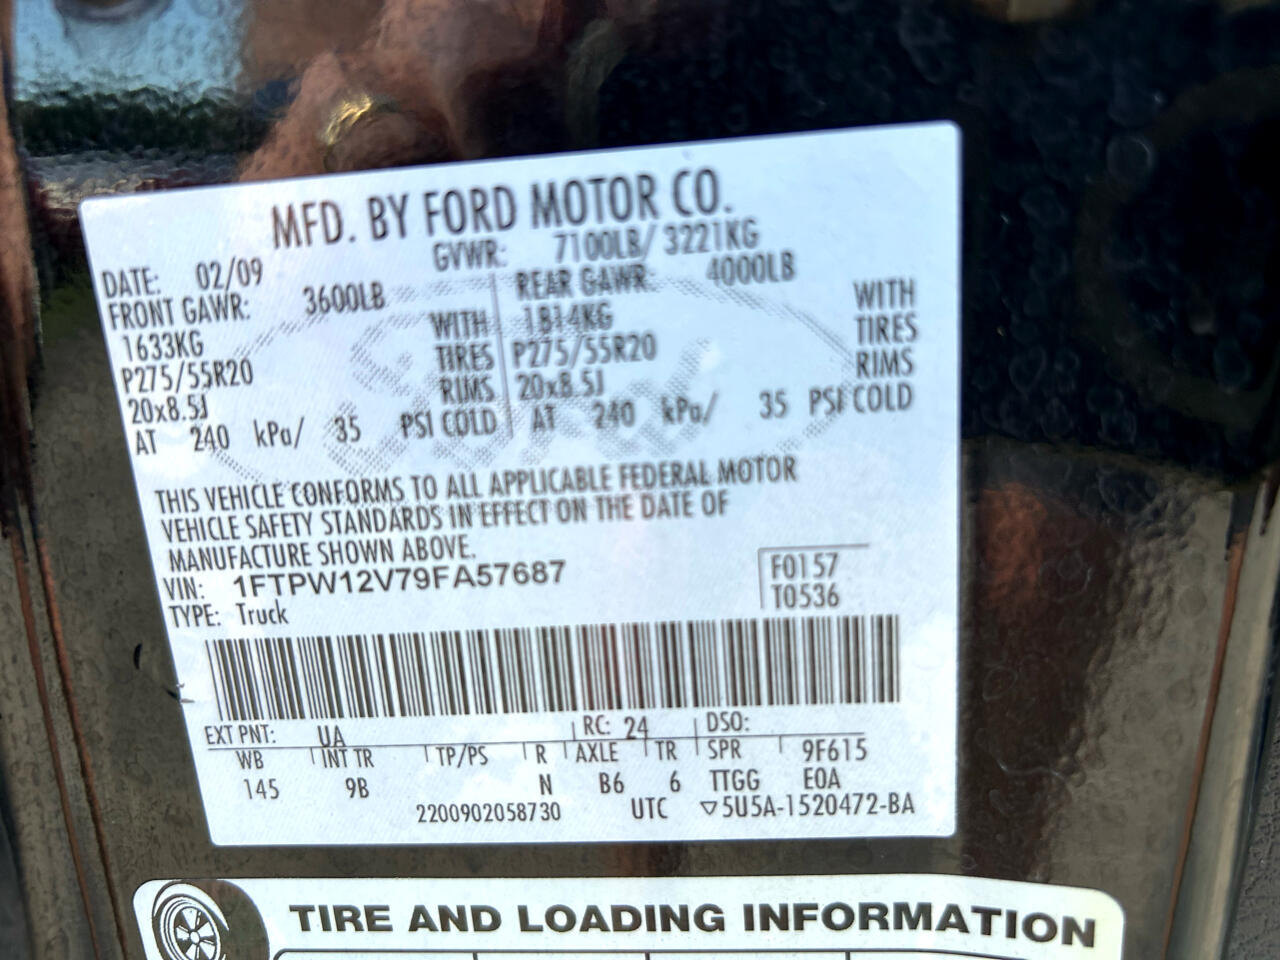 MFD. BY FORD MOTOR CO.
DATE: 02/09 GVWR: 7100LB/ 3221KG
FRONT GAWR: 3600LB REAR GAWR: 4000LB
1633KG WITH 1814KG WITH
P275/55R20 TIRES P275/55R20 TIRES
20x8.5J RIMS 20x8.5J RIMS
AT 240 kPa/ 35 PSI COLD AT 240 kPa/ 35 PSI COLD
THIS VEHICLE CONFORMS TO ALL APPLICABLE FEDERAL MOTOR
VEHICLE SAFETY STANDARDS IN EFFECT ON THE DATE OF
MANUFACTURE SHOWN ABOVE.
VIN: 1FTPW12V79FA57687 F0157
TYPE: Truck T0536
EXT PNT: UA RC: 24 DSO:
WB INT TR TP/PS R AXLE TR SPR 9F615
145 9B N B6 6 TTGG E0A
2200902058730 UTC ▽5U5A-1520472-BA
TIRE AND LOADING INFORMATION